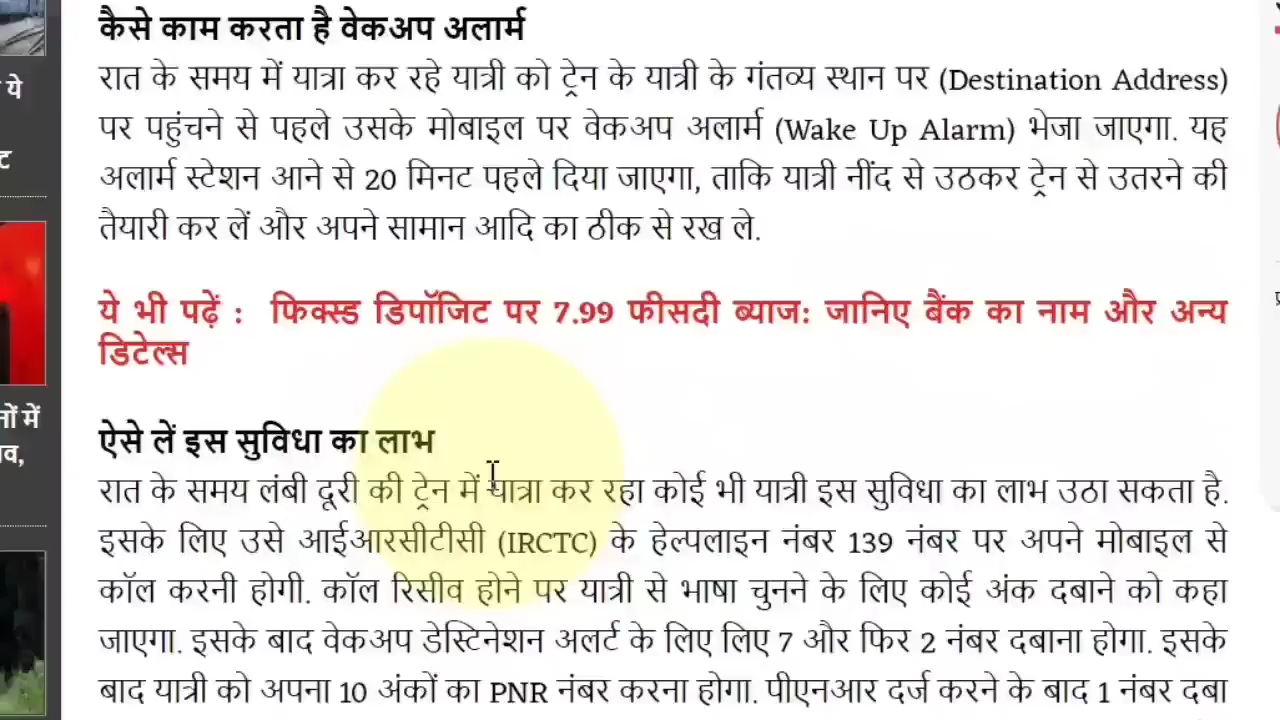 कैसे काम करता है वेकअप अलार्म
रात के समय में यात्रा कर रहे यात्री को ट्रेन के यात्री के गंतव्य स्थान पर (Destination Address)
पर पहुंचने से पहले उसके मोबाइल पर वेकअप अलार्म (Wake Up Alarm) भेजा जाएगा. यह
अलार्म स्टेशन आने से 20 मिनट पहले दिया जाएगा, ताकि यात्री नींद से उठकर ट्रेन से उतरने की
तैयारी कर लें और अपने सामान आदि का ठीक से रख ले.
ये भी पढ़ें : फिक्स्ड डिपॉजिट पर 7.99 फीसदी ब्याज: जानिए बैंक का नाम और अन्य
डिटेल्स
ऐसे लें इस सुविधा का लाभ
रात के समय लंबी दूरी की ट्रेन में यात्रा कर रहा कोई भी यात्री इस सुविधा का लाभ उठा सकता है.
इसके लिए उसे आईआरसीटीसी (IRCTC) के हेल्पलाइन नंबर 139 नंबर पर अपने मोबाइल से
कॉल करनी होगी. कॉल रिसीव होने पर यात्री से भाषा चुनने के लिए कोई अंक दबाने को कहा
जाएगा. इसके बाद वेकअप डेस्टिनेशन अलर्ट के लिए लिए 7 और फिर 2 नंबर दबाना होगा. इसके
बाद यात्री को अपना 10 अंकों का PNR नंबर करना होगा. पीएनआर दर्ज करने के बाद 1 नंबर दबा
ये
में